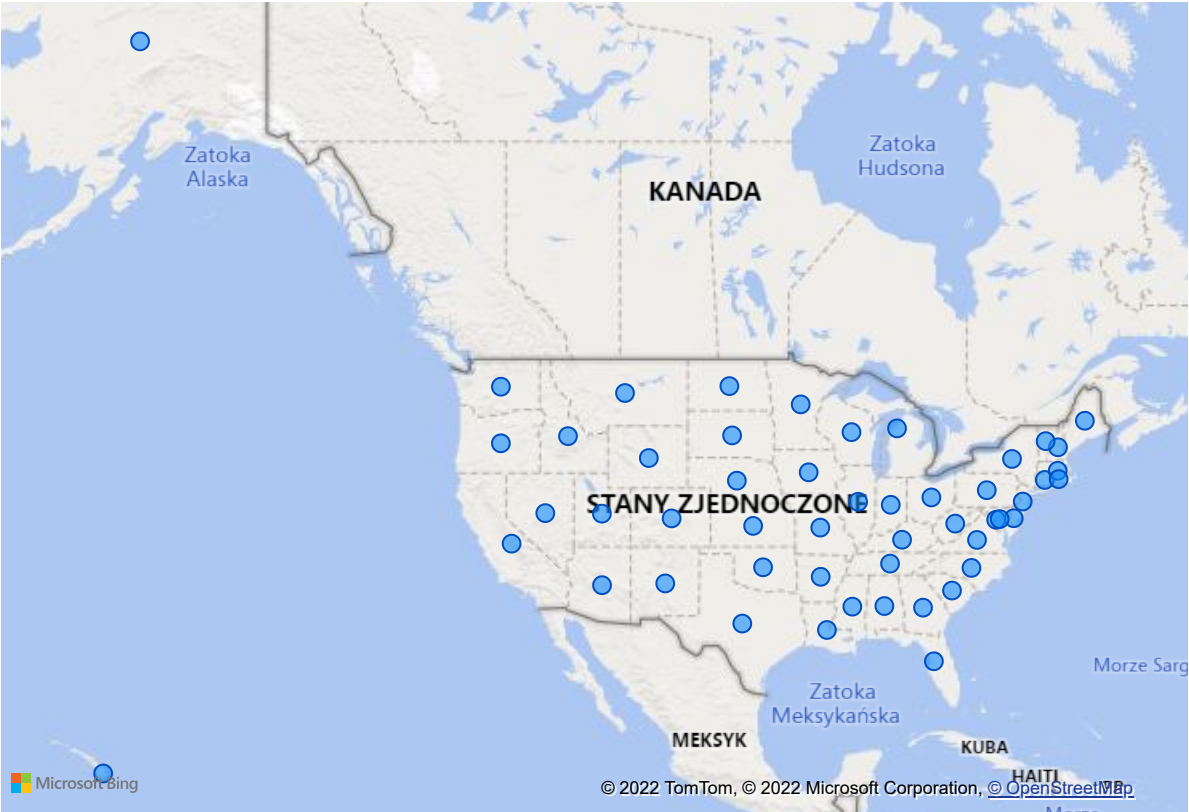 Zatoka
Alaska
Zatoka
Hudsona
KANADA
STANY ZJEDNOCZONE
Morze Sarg
Zatoka
Meksykańska
MEKSYK
KUBA
HAITI
Microsoft Bing
© 2022 TomTom, © 2022 Microsoft Corporation, © OpenStreetMap
Morze